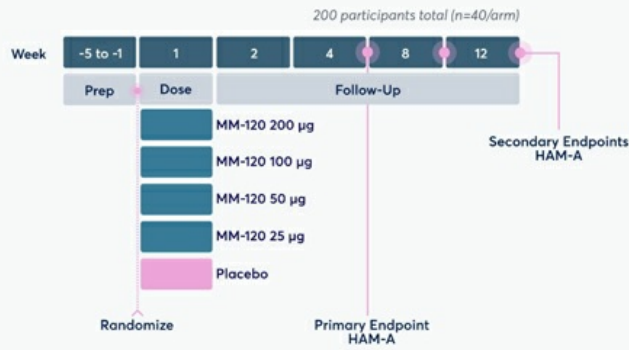 200 participants total (n=40/arm)
Week -5 to -1 1 2 4 8 12
Prep Dose Follow-Up
MM-120 200 μg
MM-120 100 μg
MM-120 50 μg
MM-120 25 μg
Placebo
Secondary Endpoints
HAM-A
Randomize
Primary Endpoint
HAM-A